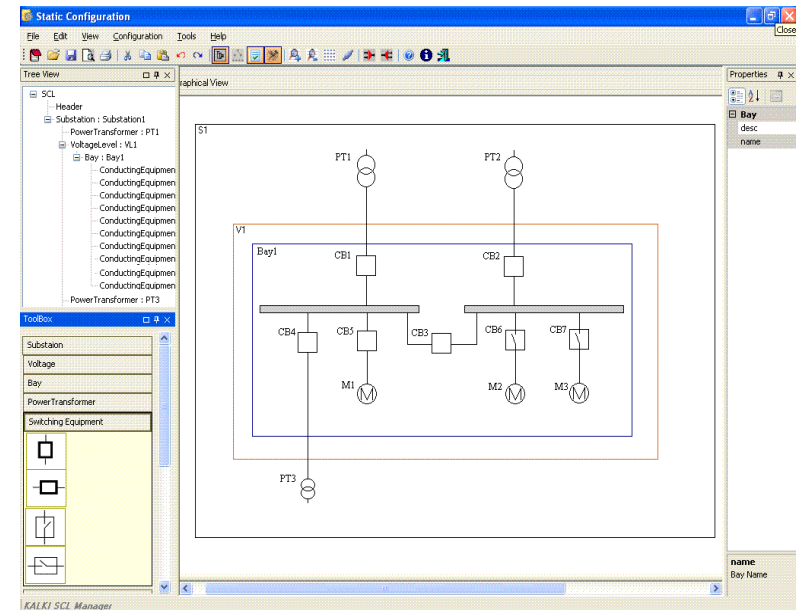 Static Configuration
Close
File Edit View Configuration Tools Help
Tree View
raphical View
Properties
SCL
Header
Substation : Substation1
PowerTransformer : PT1
VoltageLevel : VL1
Bay : Bay1
ConductingEquipmen
ConductingEquipmen
ConductingEquipmen
ConductingEquipmen
ConductingEquipmen
ConductingEquipmen
ConductingEquipmen
ConductingEquipmen
ConductingEquipmen
ConductingEquipmen
PowerTransformer : PT3
ToolBox
Substaion
Voltage
Bay
PowerTransformer
Switching Equipment
S1
PT1
PT2
V1
Bay1
CB1
CB2
CB4
CB5
CB3
CB6
CB7
M1
M
M2
M
M3
M
PT3
Bay
desc
name
name
Bay Name
KALKI SCL Manager